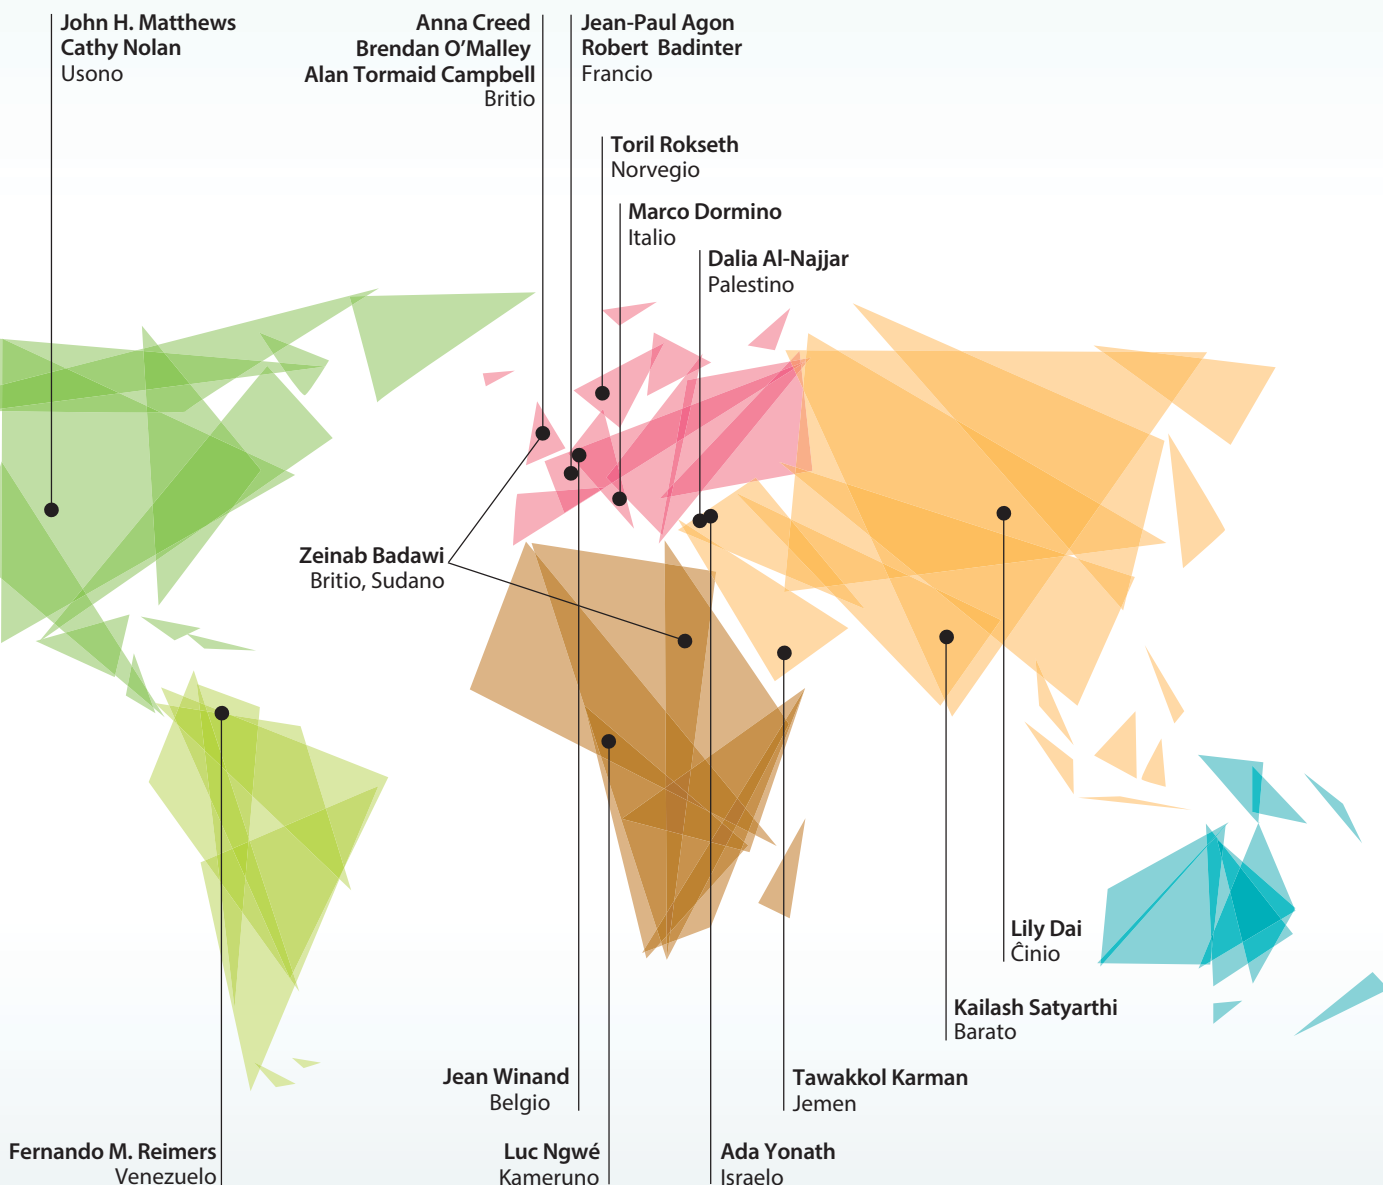 John H. Matthews
Cathy Nolan
Usono
Anna Creed
Brendan O’Malley
Alan Tormaid Campbell
Britio
Jean-Paul Agon
Robert Badinter
Francio
Toril Rokseth
Norvegio
Marco Dormino
Italio
Dalia Al-Najjar
Palestino
Zeinab Badawi
Britio, Sudano
Lily Dai
Ĉinio
Kailash Satyarthi
Barato
Jean Winand
Belgio
Tawakkol Karman
Jemen
Fernando M. Reimers
Venezuelo
Luc Ngwé
Kameruno
Ada Yonath
Israelo